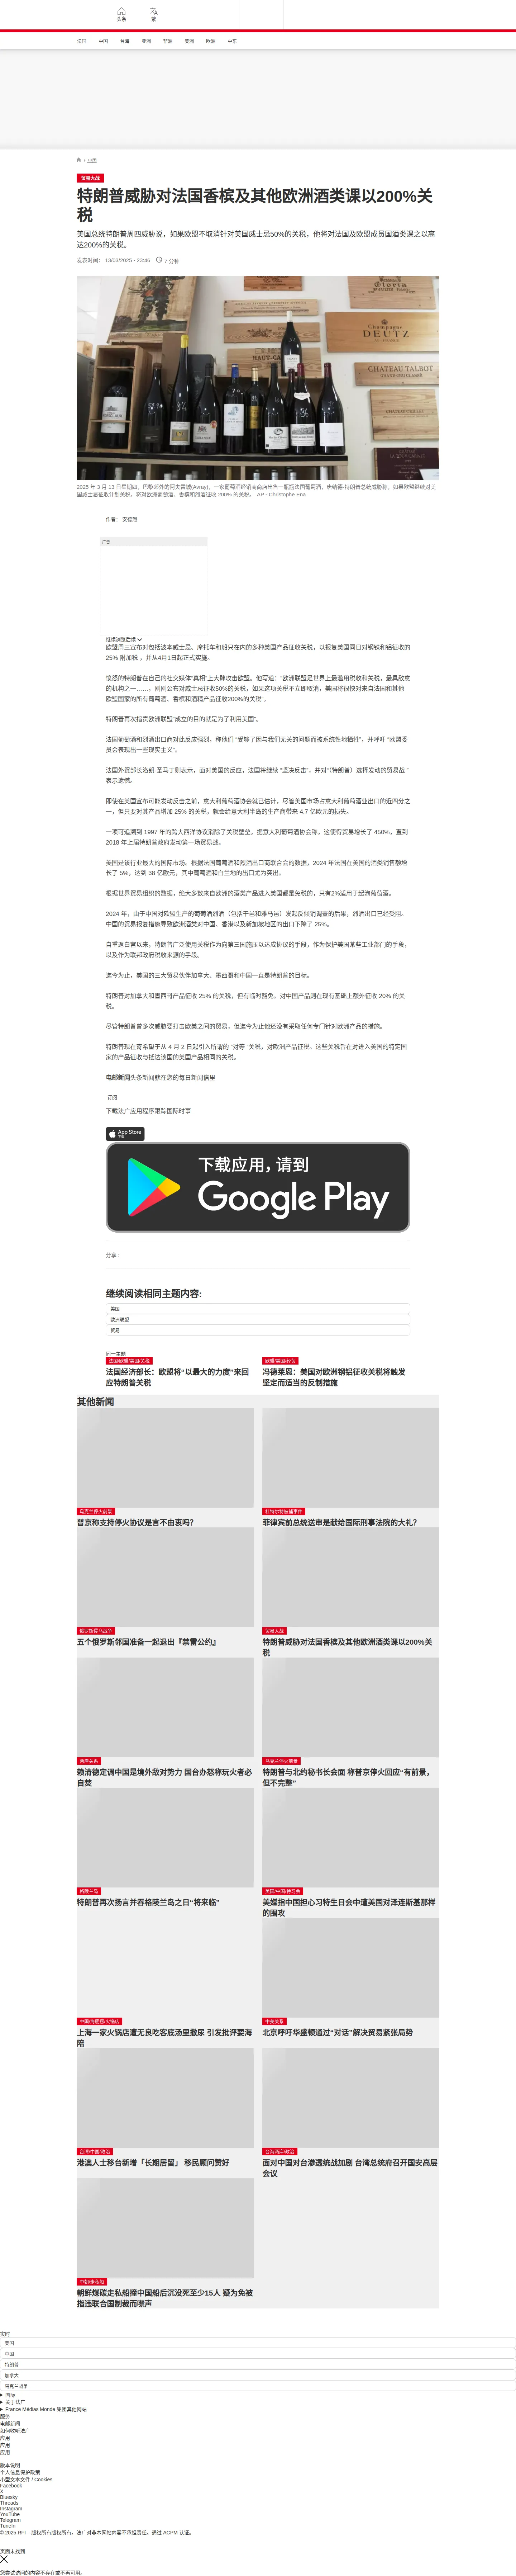 头条
繁
法国
中国
台海
亚洲
非洲
美洲
欧洲
中东
/ 弗朗
贸易大战
特朗普威胁对法国香槟及其他欧洲酒类课以200%关
税
美国总统特朗普周四威胁说，如果欧盟不取消针对美国威士忌50%的关税，他将对法国及欧盟成员国酒类课之以高
达200%的关税。
发表时间： 13/03/2025 - 23:46
7 分钟
Gloria
Champagne
DEUTZ
CHATEAU TALBOT
GRAND CRU CLASSÉ
2025 年 3 月 13 日星期四，巴黎郊外的阿夫雷城(Avray)，一家葡萄酒经销商商店出售一瓶瓶法国葡萄酒，唐纳德·特朗普总统威胁称，如果欧盟继续对美
国威士忌征收计划关税，将对欧洲葡萄酒、香槟和烈酒征收 200% 的关税。 AP - Christophe Ena
作者： 安德烈
广告
继续浏览后续
欧盟周三宣布对包括波本威士忌、摩托车和船只在内的多种美国产品征收关税，以报复美国同日对钢铁和铝征收的
25% 附加税 ，并从4月1日起正式实施。
愤怒的特朗普在自己的社交媒体“真相”上大肆攻击欧盟。他写道：“欧洲联盟是世界上最滥用税收和关税，最具敌意
的机构之一……，刚刚公布对威士忌征收50%的关税，如果这项关税不立即取消，美国将很快对来自法国和其他
欧盟国家的所有葡萄酒、香槟和酒精产品征收200%的关税”。
特朗普再次指责欧洲联盟“成立的目的就是为了利用美国”。
法国葡萄酒和烈酒出口商对此反应强烈，称他们 “受够了因与我们无关的问题而被系统性地牺牲”，并呼吁 “欧盟委
员会表现出一些现实主义”。
法国外贸部长洛朗·圣马丁则表示，面对美国的反应，法国将继续 “坚决反击”，并对“（特朗普）选择发动的贸易战 ”
表示遗憾。
即使在美国宣布可能发动反击之前，意大利葡萄酒协会就已估计，尽管美国市场占意大利葡萄酒业出口的近四分之
一，但只要对其产品增加 25% 的关税，就会给意大利半岛的生产商带来 4.7 亿欧元的损失。
一项可追溯到 1997 年的跨大西洋协议消除了关税壁垒。据意大利葡萄酒协会称，这使得贸易增长了 450%，直到
2018 年上届特朗普政府发动第一场贸易战。
美国是该行业最大的国际市场。根据法国葡萄酒和烈酒出口商联合会的数据，2024 年法国在美国的酒类销售额增
长了 5%，达到 38 亿欧元，其中葡萄酒和白兰地的出口尤为突出。
根据世界贸易组织的数据，绝大多数来自欧洲的酒类产品进入美国都是免税的，只有2%适用于起泡葡萄酒。
2024 年，由于中国对欧盟生产的葡萄酒烈酒（包括干邑和雅马邑）发起反倾销调查的后果，烈酒出口已经受阻。
中国的贸易报复措施导致欧洲酒类对中国、香港以及新加坡地区的出口下降了 25%。
自重返白宫以来，特朗普广泛使用关税作为向第三国施压以达成协议的手段，作为保护美国某些工业部门的手段，
以及作为联邦政府税收来源的手段。
迄今为止，美国的三大贸易伙伴加拿大、墨西哥和中国一直是特朗普的目标。
特朗普对加拿大和墨西哥产品征收 25% 的关税，但有临时豁免。对中国产品则在现有基础上额外征收 20% 的关
税。
尽管特朗普曾多次威胁要打击欧美之间的贸易，但迄今为止他还没有采取任何专门针对欧洲产品的措施。
特朗普现在寄希望于从 4 月 2 日起引入所谓的 “对等 ”关税，对欧洲产品征税。这些关税旨在对进入美国的特定国
家的产品征收与抵达该国的美国产品相同的关税。
电邮新闻头条新闻就在您的每日新闻信里
订阅
下载法广应用程序跟踪国际时事
App Store
下载
下载应用，请到
Google Play
分享 :
继续阅读相同主题内容:
美国
欧洲联盟
贸易
同一主题
法国/欧盟/美国/关税
法国经济部长：欧盟将“以最大的力度”来回
应特朗普关税
欧盟/美国/经贸
冯德莱恩：美国对欧洲钢铝征收关税将触发
坚定而适当的反制措施
其他新闻
乌克兰停火前景
普京称支持停火协议是言不由衷吗？
杜特尔特被捕案件
菲律宾前总统送审是献给国际刑事法院的大礼？
俄罗斯侵乌战争
五个俄罗斯邻国准备一起退出『禁雷公约』
贸易大战
特朗普威胁对法国香槟及其他欧洲酒类课以200%关
税
两岸关系
赖清德定调中国是境外敌对势力 国台办怒称玩火者必
自焚
乌克兰停火前景
特朗普与北约秘书长会面 称普京停火回应“有前景，
但不完整”
格陵兰岛
特朗普再次扬言并吞格陵兰岛之日“将来临”
美国/中国/特习会
美媒指中国担心习特生日会中遭美国对泽连斯基那样
的围攻
中国/海底捞/火锅店
上海一家火锅店遭无良吃客底汤里撒尿 引发批评要海
陪
中美关系
北京呼吁华盛顿通过“对话”解决贸易紧张局势
台湾/中国/政治
港澳人士移台新增「长期居留」 移民顾问赞好
台海两岸/政治
面对中国对台渗透统战加剧 台湾总统府召开国安高层
会议
中朝/走私船
朝鲜煤碳走私船撞中国船后沉没死至少15人 疑为免被
指违联合国制裁而噤声
实时
美国
中国
特朗普
加拿大
乌克兰战争
国际
关于法广
France Médias Monde 集团其他网站
服务
电邮新闻
如何收听法广
应用
应用
应用
版本说明
个人信息保护政策
小型文本文件 / Cookies
Facebook
X
Bluesky
Threads
Instagram
YouTube
Telegram
TuneIn
© 2025 RFI – 版权所有版权所有。法广对非本网站内容不承担责任。通过 ACPM 认证。
页面未找到
您尝试访问的内容不存在或不再可用。